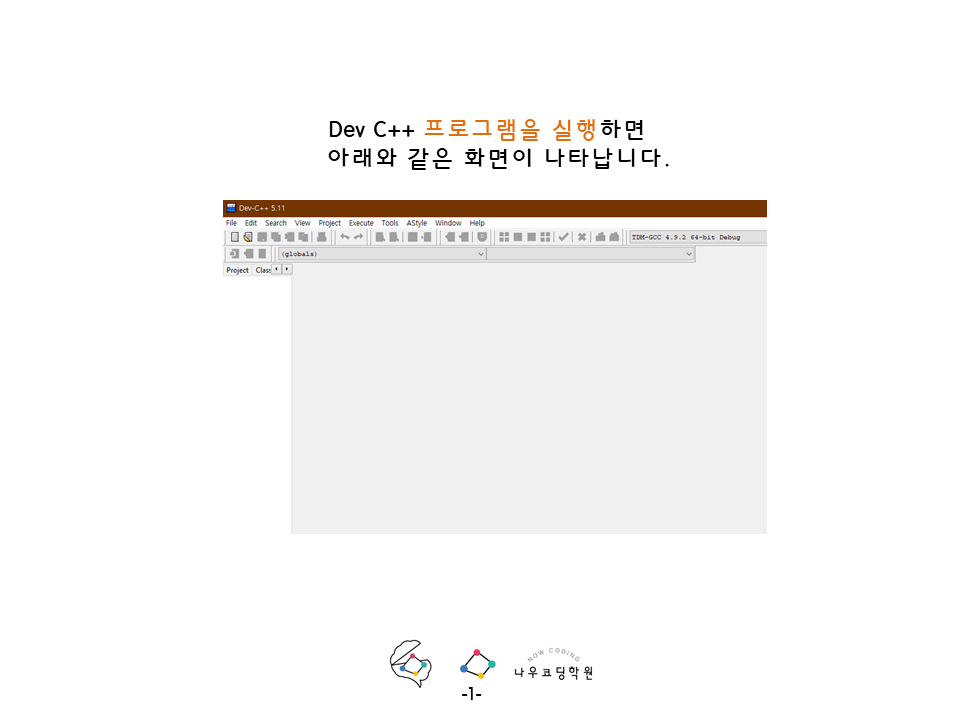 Dev C++ 프로그램을 실행하면
아래와 같은 화면이 나타납니다.
Dev-C++ 5.11
File Edit Search View Project Execute Tools AStyle Window Help
TDM-GCC 4.9.2 64-bit Debug
(globals)
Project Clas
NOW CODING
나우코딩학원
-1-